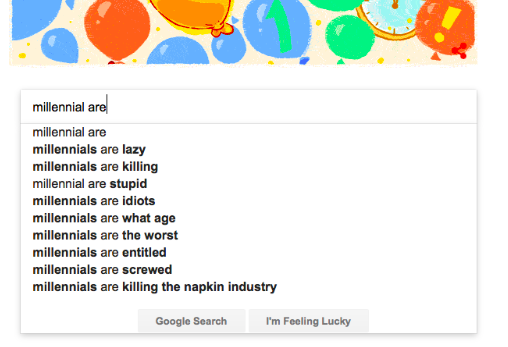 millennial are
millennial are
millennials are lazy
millennials are killing
millennial are stupid
millennials are idiots
millennials are what age
millennials are the worst
millennials are entitled
millennials are screwed
millennials are killing the napkin industry
Google Search I'm Feeling Lucky